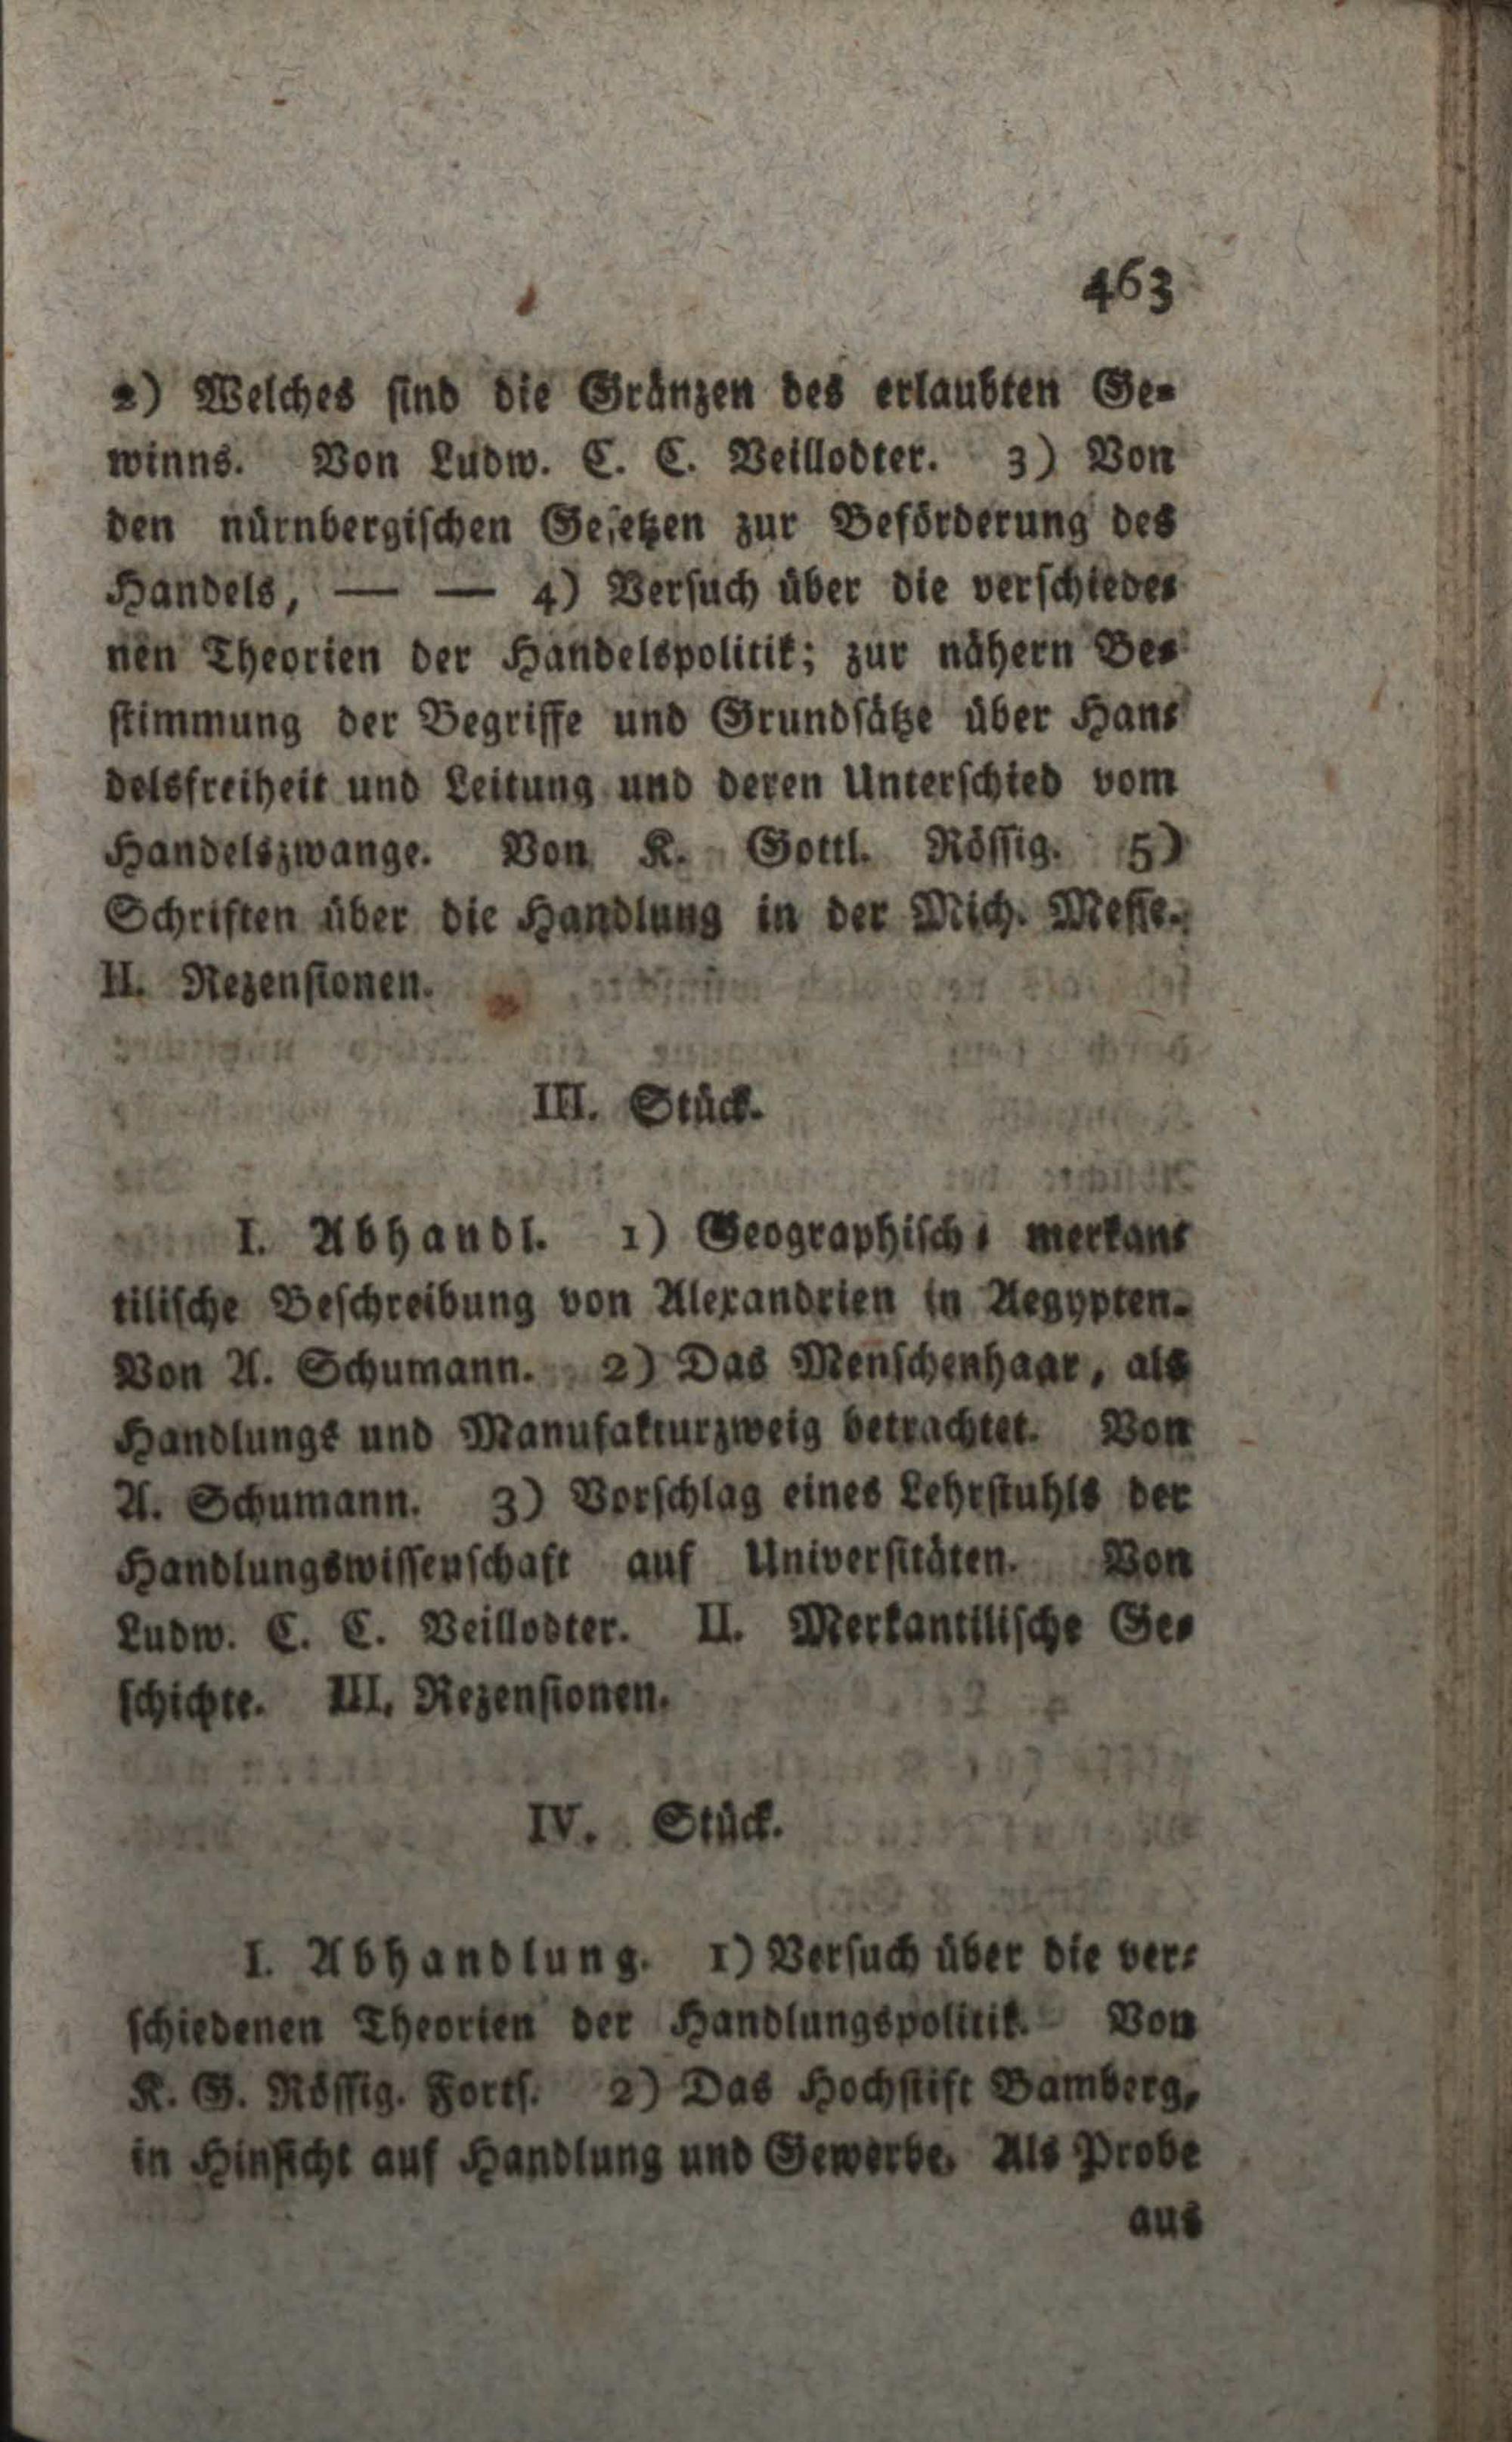 463
2) Welches ſind die Gränzen des erlaubten Ge-
winns. Von Ludw. C. C. Veillodter. 3) Von
den nürnbergiſchen Geſetzen zur Beförderung des
Handels, — — 4) Verſuch über die verſchiede-
nen Theorien der Handelspolitik; zur nähern Be-
ſtimmung der Begriffe und Grundſätze über Han-
delsfreiheit und Leitung und deren Unterſchied vom
Handelszwange. Von K. Gottl. Röſſig. 5)
Schriften über die Handlung in der Mich. Meſſe.
II. Rezenſionen.
III. Stück.
I. Abhandl. 1) Geographiſch- merkan-
tiliſche Beſchreibung von Alexandrien in Aegypten.
Von A. Schumann. 2) Das Menſchenhaar, als
Handlungs- und Manufakturzweig betrachtet. Von
A. Schumann. 3) Vorſchlag eines Lehrſtuhls der
Handlungswiſſenſchaft auf Univerſitäten. Von
Ludw. C. C. Veillodter. II. Merkantiliſche Ge-
ſchichte. III. Rezenſionen.
IV. Stück.
I. Abhandlung. 1) Verſuch über die ver-
ſchiedenen Theorien der Handlungspolitik. Von
K. G. Röſſig. Fortſ. 2) Das Hochſtift Bamberg,
in Hinſicht auf Handlung und Gewerbe. Als Probe
aus